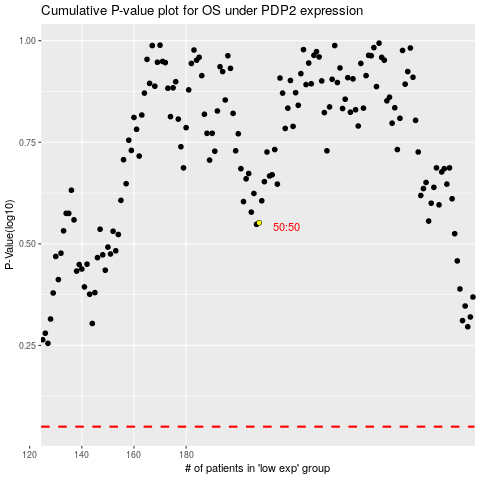 Cumulative P-value plot for OS under PDP2 expression
P-Value(log10)
1.00
0.75
0.50
0.25
50:50
120 140 160 180
# of patients in 'low exp' group